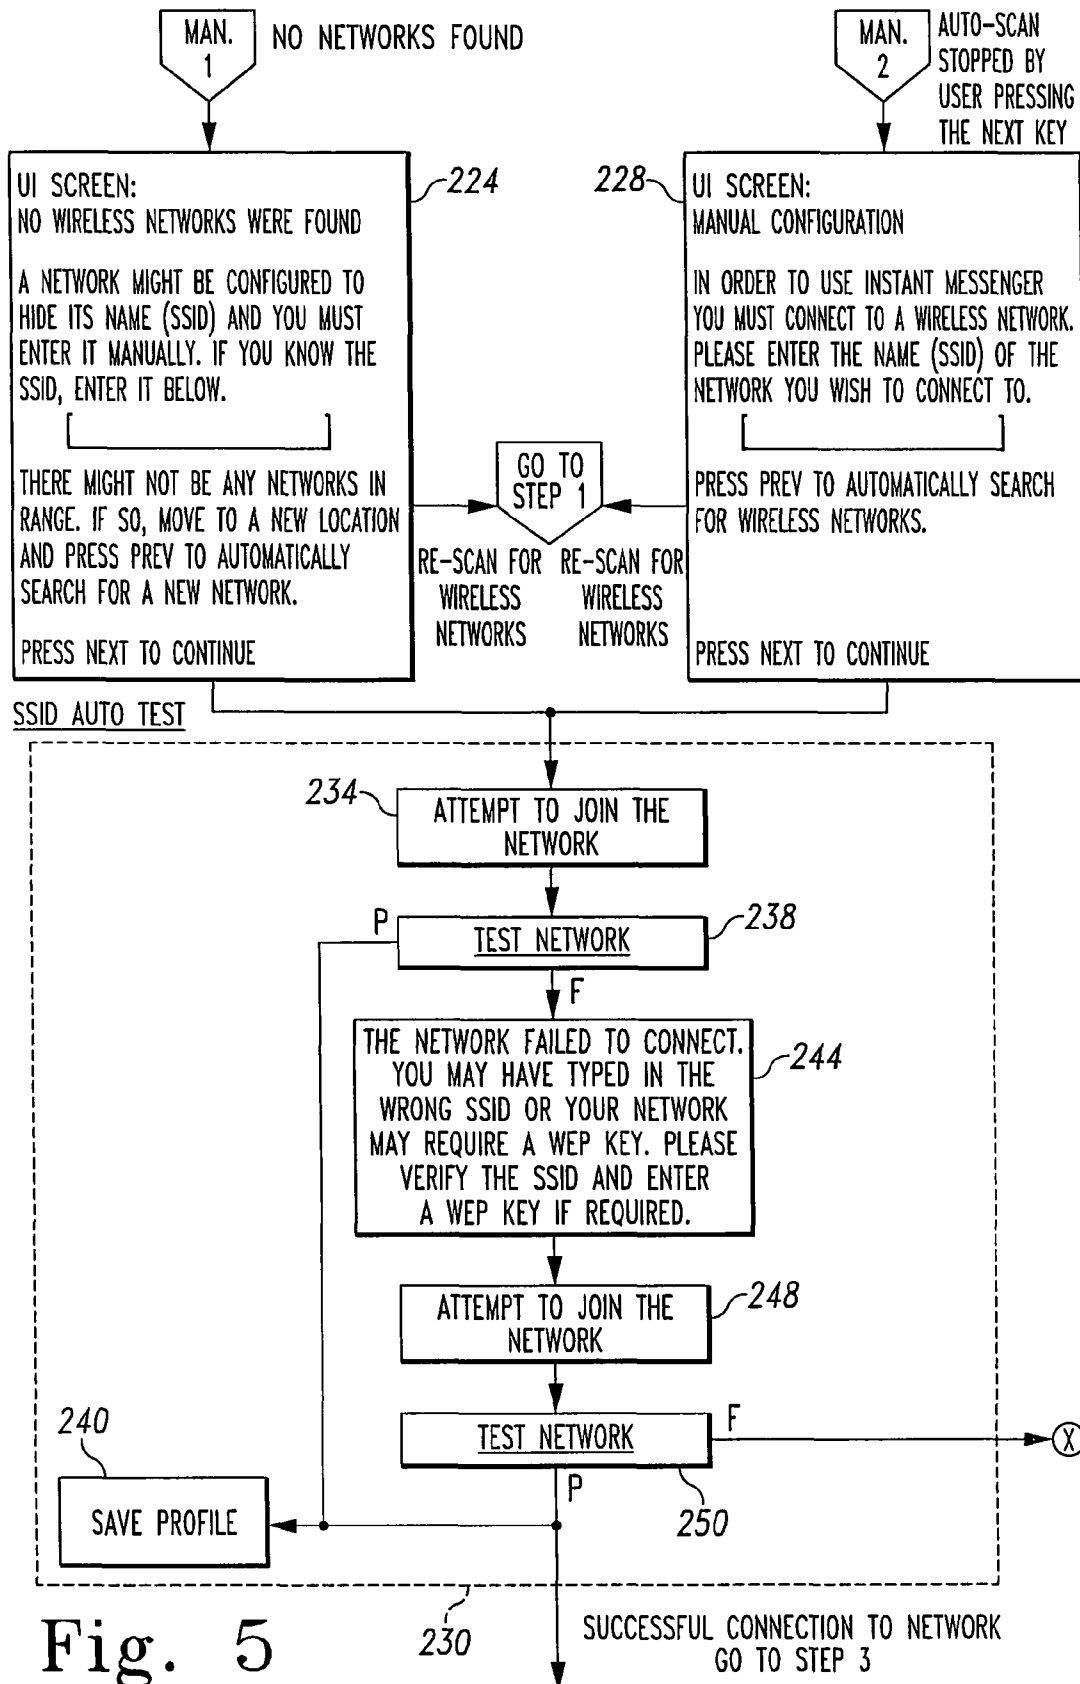 MAN.
1
NO NETWORKS FOUND
MAN.
2
AUTO-SCAN
STOPPED BY
USER PRESSING
THE NEXT KEY
224
UI SCREEN:
NO WIRELESS NETWORKS WERE FOUND
A NETWORK MIGHT BE CONFIGURED TO
HIDE ITS NAME (SSID) AND YOU MUST
ENTER IT MANUALLY. IF YOU KNOW THE
SSID, ENTER IT BELOW.
THERE MIGHT NOT BE ANY NETWORKS IN
RANGE. IF SO, MOVE TO A NEW LOCATION
AND PRESS PREV TO AUTOMATICALLY
SEARCH FOR A NEW NETWORK.
PRESS NEXT TO CONTINUE
228
UI SCREEN:
MANUAL CONFIGURATION
IN ORDER TO USE INSTANT MESSENGER
YOU MUST CONNECT TO A WIRELESS NETWORK.
PLEASE ENTER THE NAME (SSID) OF THE
NETWORK YOU WISH TO CONNECT TO.
PRESS PREV TO AUTOMATICALLY SEARCH
FOR WIRELESS NETWORKS.
PRESS NEXT TO CONTINUE
GO TO
STEP 1
RE-SCAN FOR
WIRELESS
NETWORKS
RE-SCAN FOR
WIRELESS
NETWORKS
SSID AUTO TEST
234
ATTEMPT TO JOIN THE
NETWORK
P
TEST NETWORK
238
F
THE NETWORK FAILED TO CONNECT.
YOU MAY HAVE TYPED IN THE
WRONG SSID OR YOUR NETWORK
MAY REQUIRE A WEP KEY. PLEASE
VERIFY THE SSID AND ENTER
A WEP KEY IF REQUIRED.
244
ATTEMPT TO JOIN THE
NETWORK
248
TEST NETWORK
F
X
P
250
240
SAVE PROFILE
230
SUCCESSFUL CONNECTION TO NETWORK
GO TO STEP 3
Fig. 5